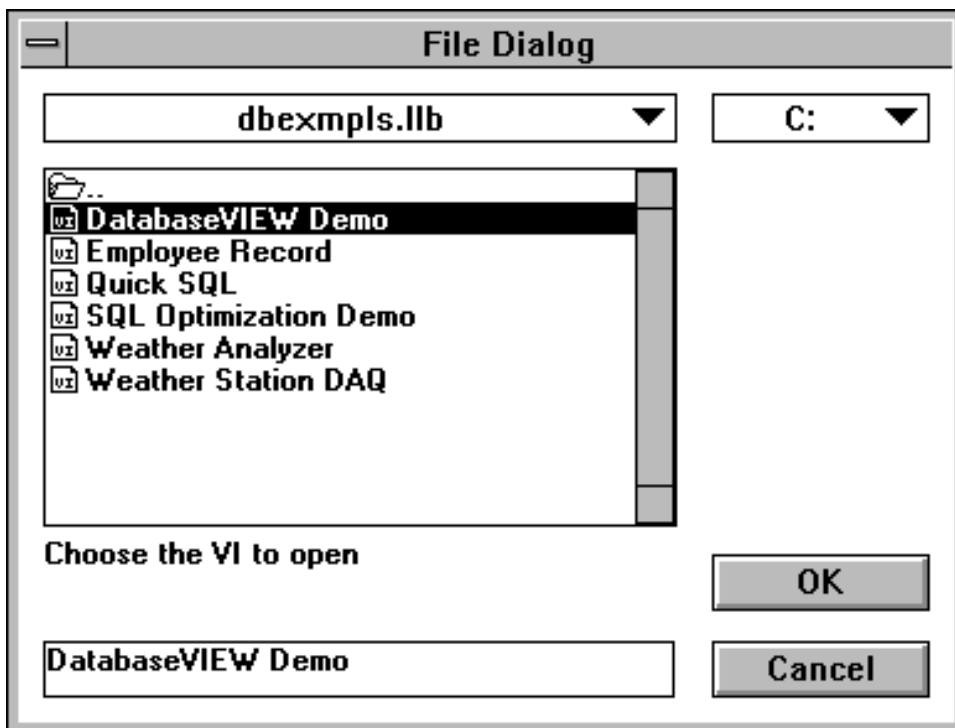 File Dialog
dbexmpls.llb
C:
..
DatabaseVIEW Demo
Employee Record
Quick SQL
SQL Optimization Demo
Weather Analyzer
Weather Station DAQ
Choose the VI to open
OK
DatabaseVIEW Demo
Cancel